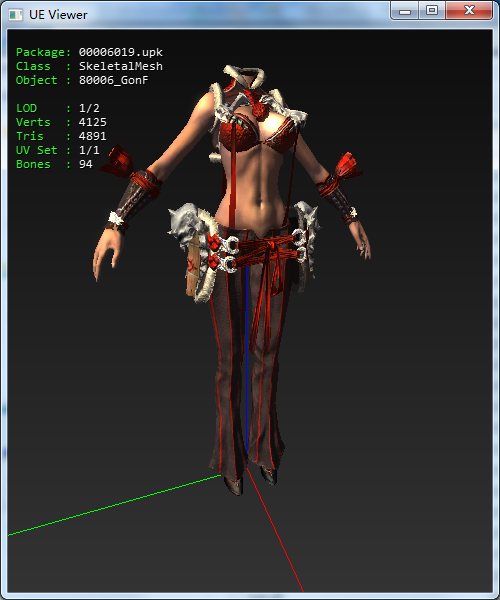 UE Viewer
Package: 00006019.upk
Class : SkeletalMesh
Object : 80006_GonF
LOD : 1/2
Verts : 4125
Tris : 4891
UV Set : 1/1
Bones : 94